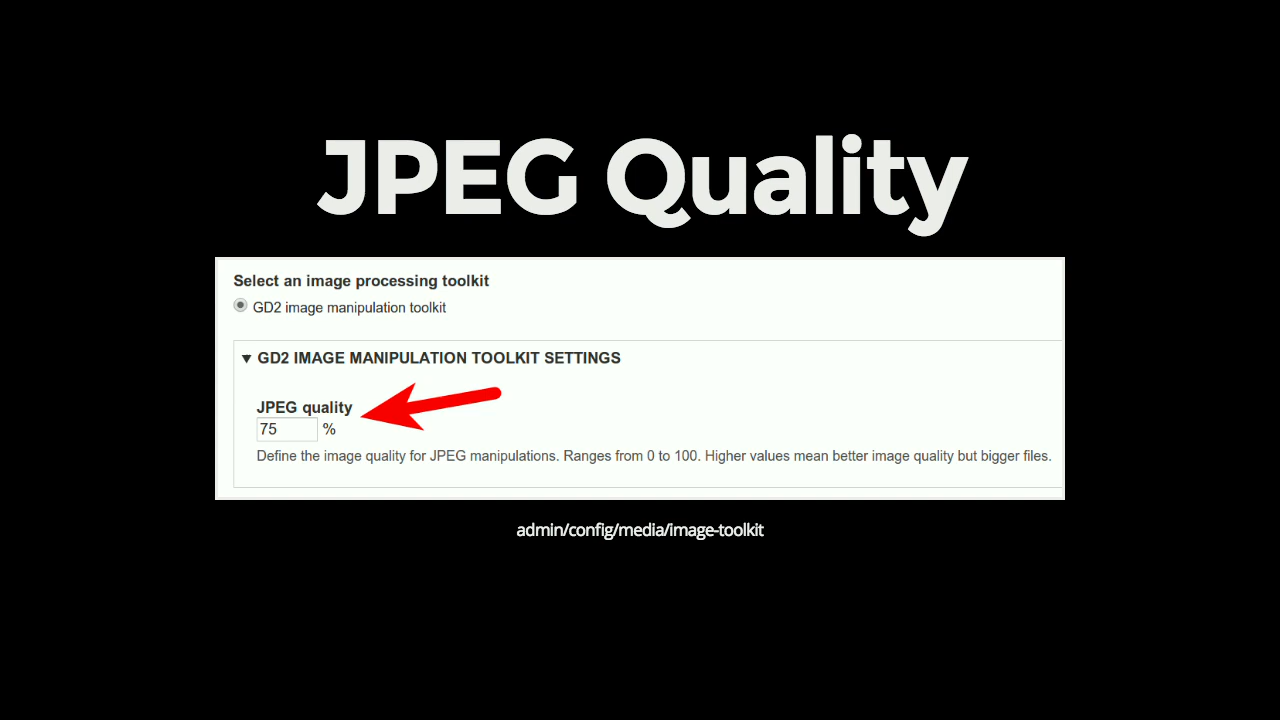 JPEG Quality
Select an image processing toolkit
GD2 image manipulation toolkit
GD2 IMAGE MANIPULATION TOOLKIT SETTINGS
JPEG quality
75 %
Define the image quality for JPEG manipulations. Ranges from 0 to 100. Higher values mean better image quality but bigger files.
admin/config/media/image-toolkit